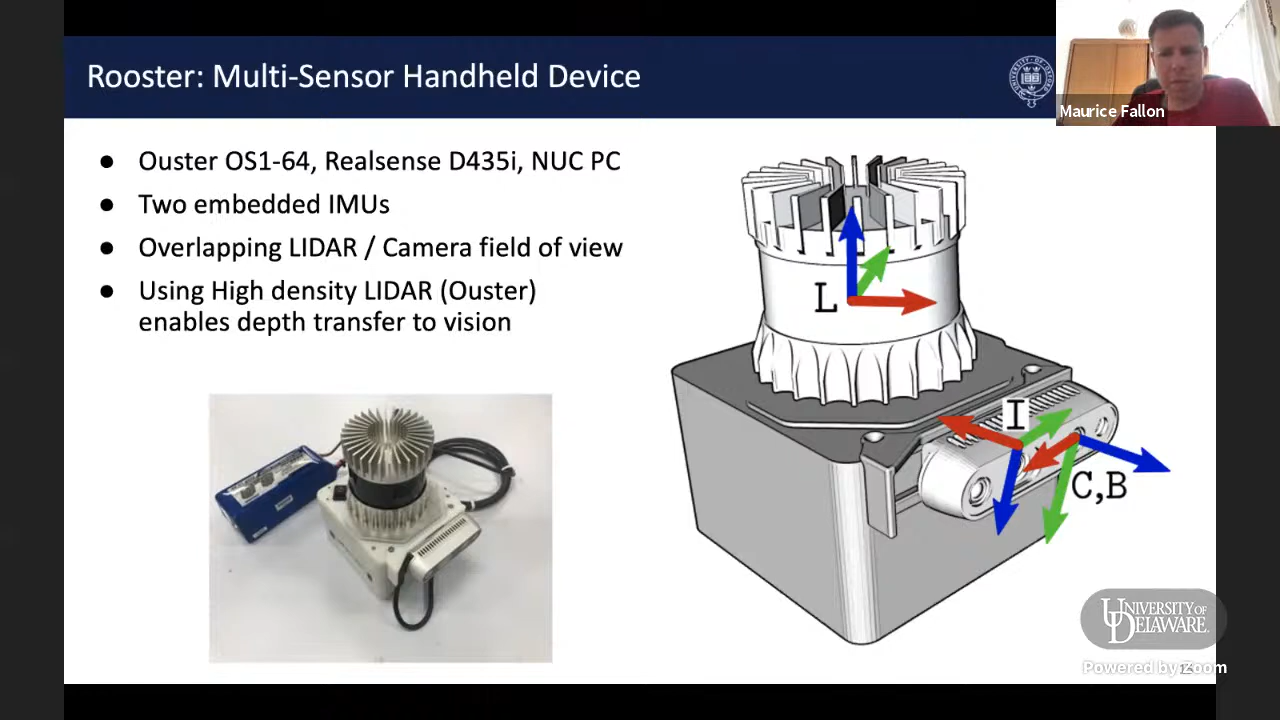 Rooster: Multi-Sensor Handheld Device
Maurice Fallon
● Ouster OS1-64, Realsense D435i, NUC PC
● Two embedded IMUs
● Overlapping LIDAR / Camera field of view
● Using High density LIDAR (Ouster)
enables depth transfer to vision
L
I
C,B
UNIVERSITY OF
DELAWARE.
Powered by Zoom